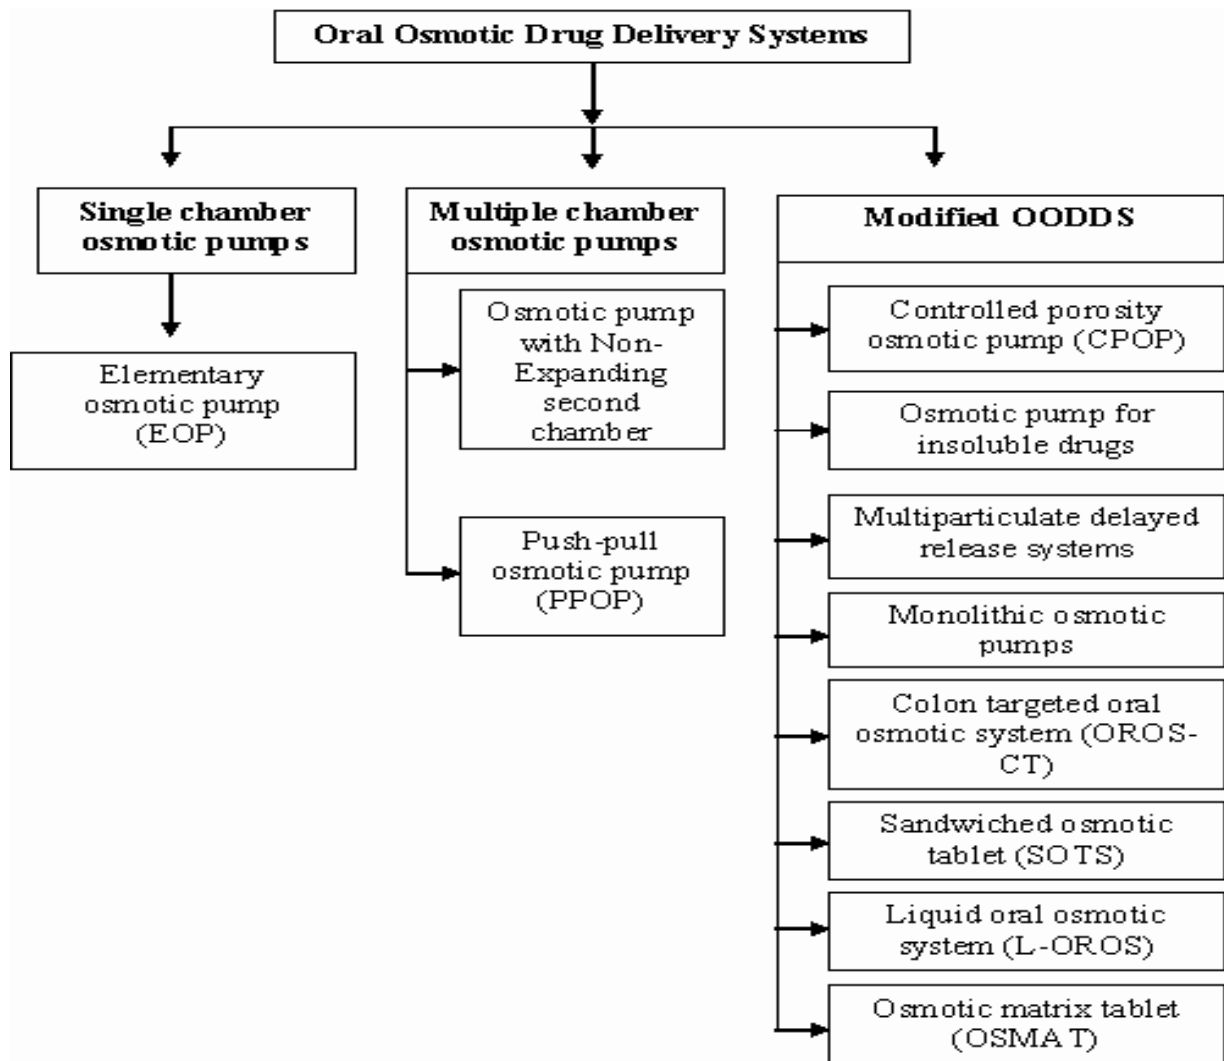 Oral Osmotic Drug Delivery Systems
Single chamber
osmotic pumps
Elementary
osmotic pump
(EOP)
Multiple chamber
osmotic pumps
Osmotic pump
with Non-
Expanding
second
chamber
Push-pull
osmotic pump
(PPOP)
Modified OODDS
Controlled porosity
osmotic pump (CPOP)
Osmotic pump for
insoluble drugs
Multiparticulate delayed
release systems
Monolithic osmotic
pumps
Colon targeted oral
osmotic system (OROS-
CT)
Sandwiched osmotic
tablet (SOTS)
Liquid oral osmotic
system (L-OROS)
Osmotic matrix tablet
(OSMAT)